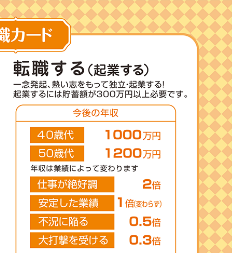 職カード
転職する(起業する)
一念発起、熱い志をもって独立・起業する!
起業するには貯蓄額が300万円以上必要です。
今後の年収
40歳代 1000万円
50歳代 1200万円
年収は業績によって変わります
仕事が絶好調 2倍
安定した業績 1倍(変わらず)
不況に陥る 0.5倍
大打撃を受ける 0.3倍